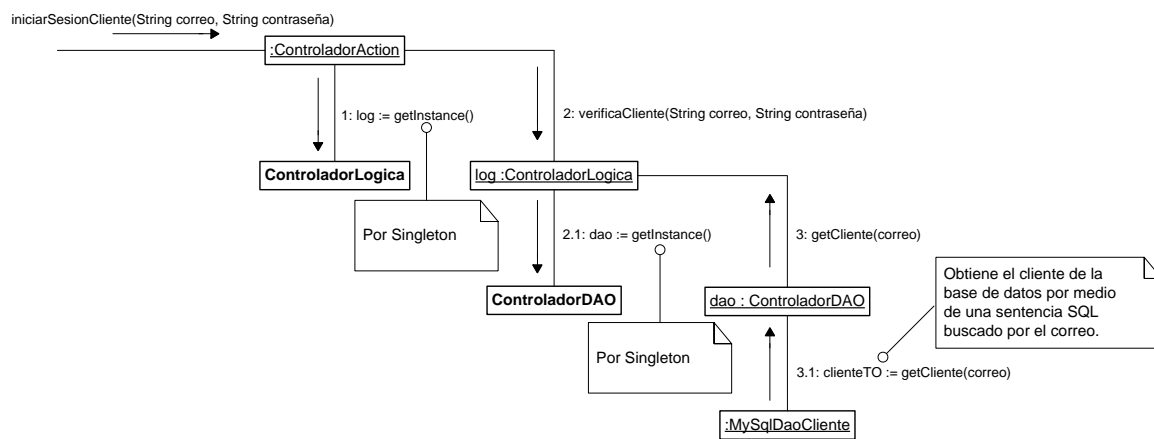 iniciarSesionCliente(String correo, String contraseña)
:ControladorAction
1: log := getInstance()
2: verificaCliente(String correo, String contraseña)
ControladorLogica
log :ControladorLogica
Por Singleton
2.1: dao := getInstance()
3: getCliente(correo)
Obtiene el cliente de la
base de datos por medio
de una sentencia SQL
buscado por el correo.
ControladorDAO
dao : ControladorDAO
Por Singleton
3.1: clienteTO := getCliente(correo)
:MySqlDaoCliente